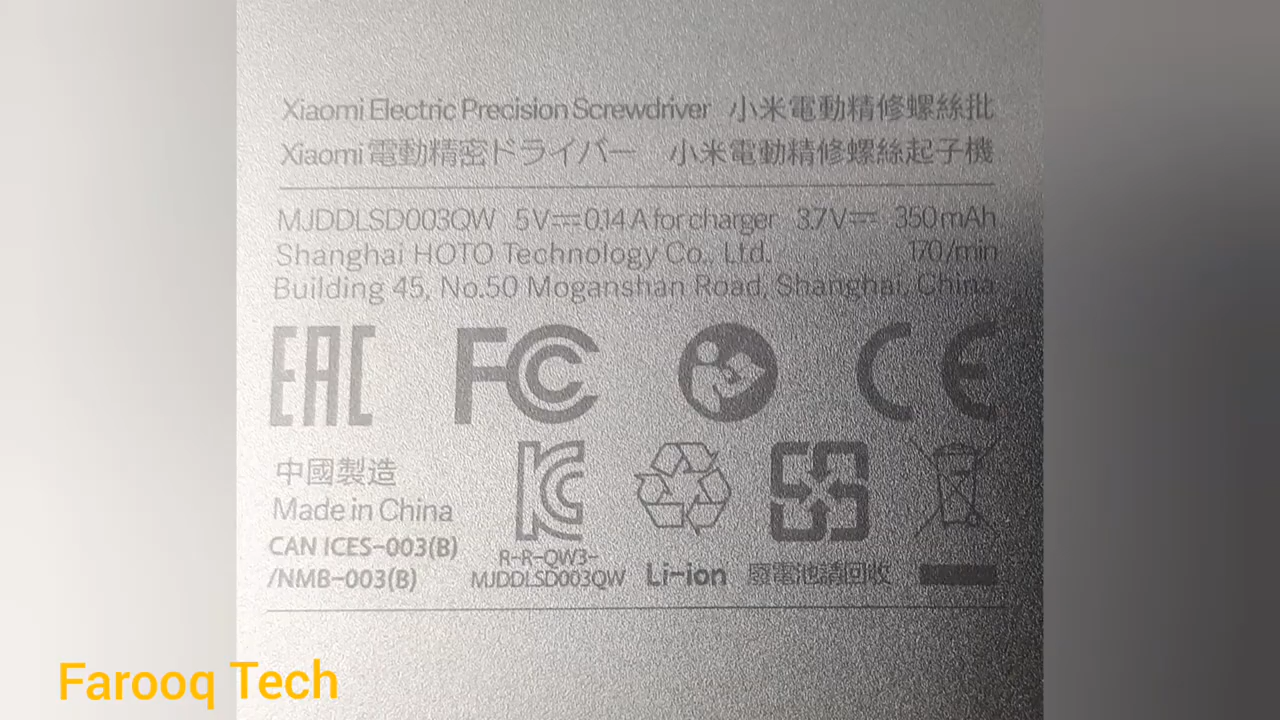 Xiaomi Electric Precision Screwdriver 小米電動精修螺絲批
Xiaomi 電動精密ドライバー 小米電動精修螺絲起子機
MJDDLSD003QW 5V⎓0.14A for charger 3.7V⎓ 350mAh
Shanghai HOTO Technology Co., Ltd. 170/min
Building 45, No.50 Moganshan Road, Shanghai, China
EAC FC CE
中國製造
Made in China
CAN ICES-003(B)
/NMB-003(B)
KC
R-R-QW3-
MJDDLSD003QW
Li-ion
廢電池請回收
Farooq Tech